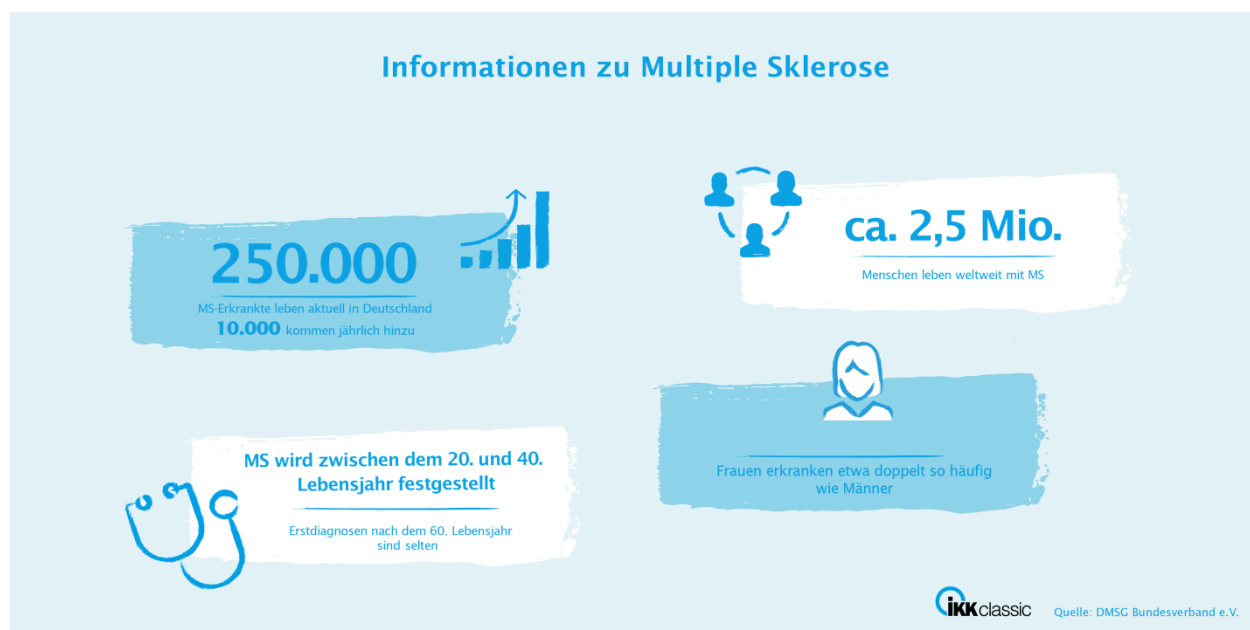 Informationen zu Multiple Sklerose
250.000
MS-Erkrankte leben aktuell in Deutschland
10.000 kommen jährlich hinzu
ca. 2,5 Mio.
Menschen leben weltweit mit MS
MS wird zwischen dem 20. und 40.
Lebensjahr festgestellt
Erstdiagnosen nach dem 60. Lebensjahr
sind selten
Frauen erkranken etwa doppelt so häufig
wie Männer
iKK classic
Quelle: DMSG Bundesverband e.V.